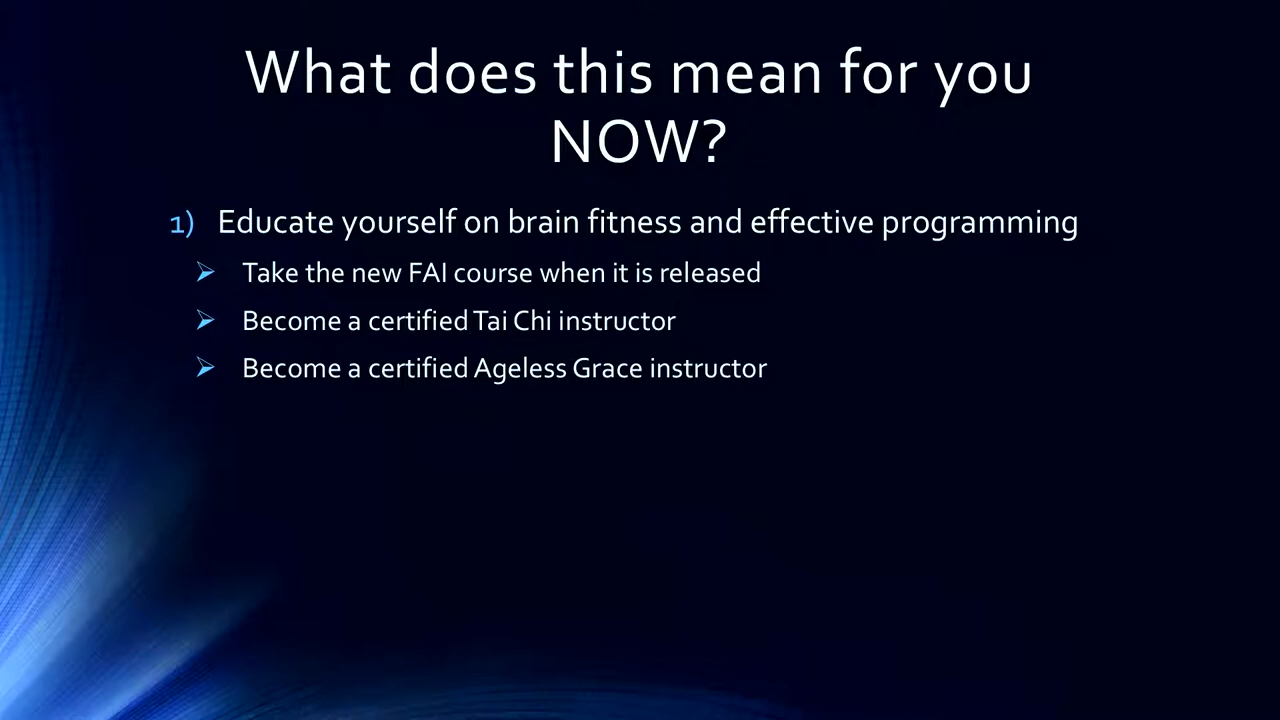 What does this mean for you
NOW?
1) Educate yourself on brain fitness and effective programming
➢ Take the new FAI course when it is released
➢ Become a certified Tai Chi instructor
➢ Become a certified Ageless Grace instructor